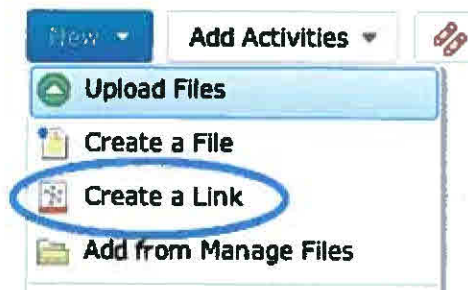 New Add Activities
Upload Files
Create a File
Create a Link
Add from Manage Files